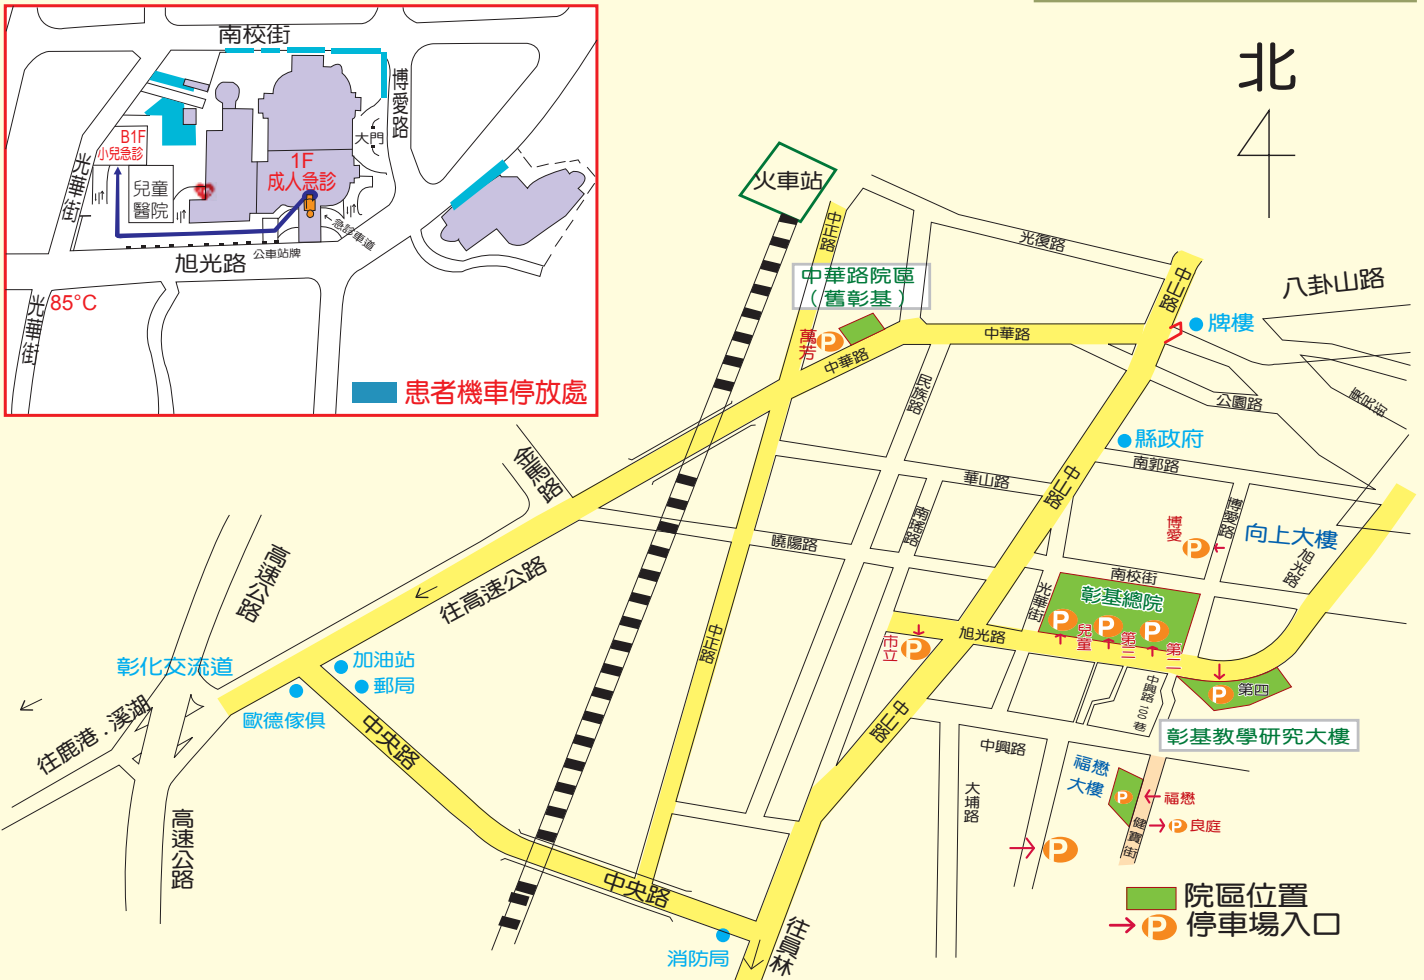 南校街
博愛路
大門
B1F
小兒急診
光華街
兒童
醫院
1F
成人急診
←急診車道
公車站牌
旭光路
光華街
85°C
患者機車停放處
北
火車站
中正路
光復路
中山路
八卦山路
中華路院區
(舊彰基)
牌樓
萬芳
P
中華路
中華路
民族路
公園路
縣政府
南郭路
金馬路
華山路
中山路
博愛路
博愛
P
向上大樓
旭光路
南瑤路
曉陽路
高速公路
往高速公路
南校街
光華街
彰基總院
P
P
P
兒童
第三
第二
旭光路
市立
P
中正路
彰化交流道
加油站
郵局
歐德傢俱
P
第四
中興路100巷
往鹿港.溪湖
中央路
中山路
彰基教學研究大樓
中興路
福懋
大樓
P
福懋
P
良庭
健寶街
大埔路
P
高速公路
中央路
院區位置
P
停車場入口
往員林
消防局